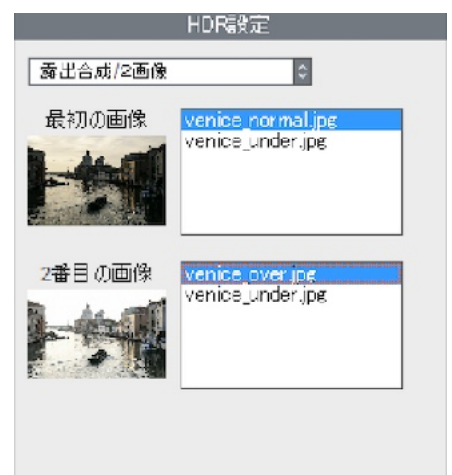 HDR設定
露出合成/2画像
最初の画像
venice_normal.jpg
venice_under.jpg
2番目の画像
venice_over.jpg
venice_under.jpg